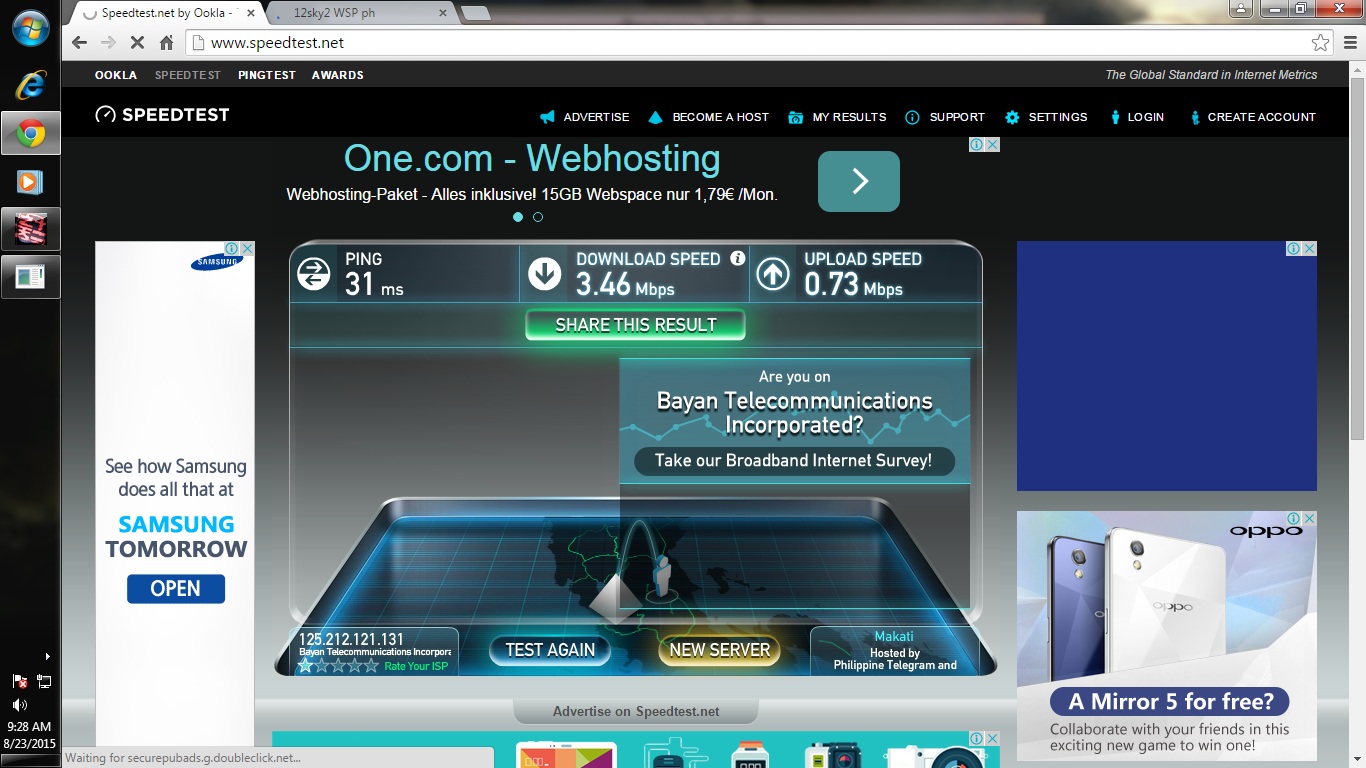 Speedtest.net by Ookla -
12sky2 WSP ph
www.speedtest.net
OOKLA SPEEDTEST PINGTEST AWARDS
The Global Standard in Internet Metrics
SPEEDTEST
ADVERTISE BECOME A HOST MY RESULTS SUPPORT SETTINGS LOGIN CREATE ACCOUNT
One.com - Webhosting
Webhosting-Paket - Alles inklusive! 15GB Webspace nur 1,79€ /Mon.
SAMSUNG
See how Samsung
does all that at
SAMSUNG
TOMORROW
OPEN
PING
31 ms
DOWNLOAD SPEED
3.46 Mbps
UPLOAD SPEED
0.73 Mbps
SHARE THIS RESULT
Are you on
Bayan Telecommunications
Incorporated?
Take our Broadband Internet Survey!
125.212.121.131
Bayan Telecommunications Incorpora
Rate Your ISP
TEST AGAIN
NEW SERVER
Makati
Hosted by
Philippine Telegram and
Advertise on Speedtest.net
oppo
oppo
A Mirror 5 for free?
Collaborate with your friends in this
exciting new game to win one!
9:28 AM
8/23/2015
Waiting for securepubads.g.doubleclick.net...